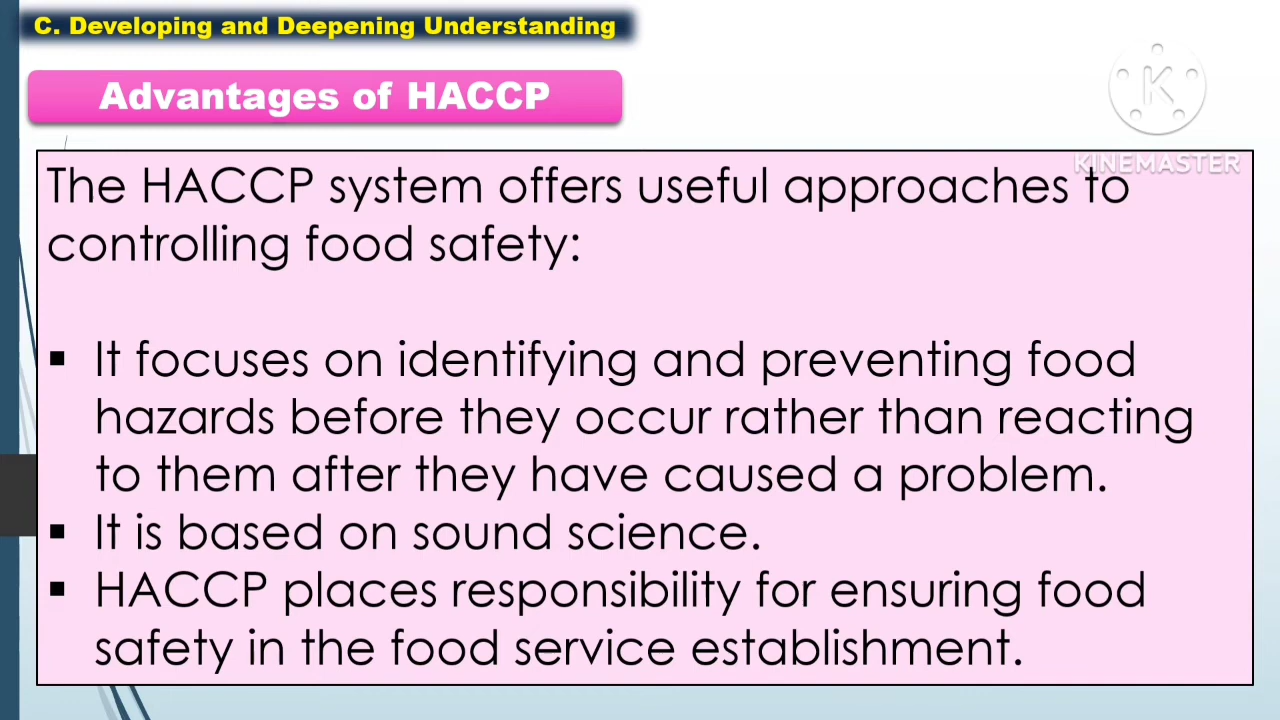 C. Developing and Deepening Understanding
Advantages of HACCP
K
KINEMASTER
The HACCP system offers useful approaches to
controlling food safety:
▪ It focuses on identifying and preventing food
hazards before they occur rather than reacting
to them after they have caused a problem.
▪ It is based on sound science.
▪ HACCP places responsibility for ensuring food
safety in the food service establishment.